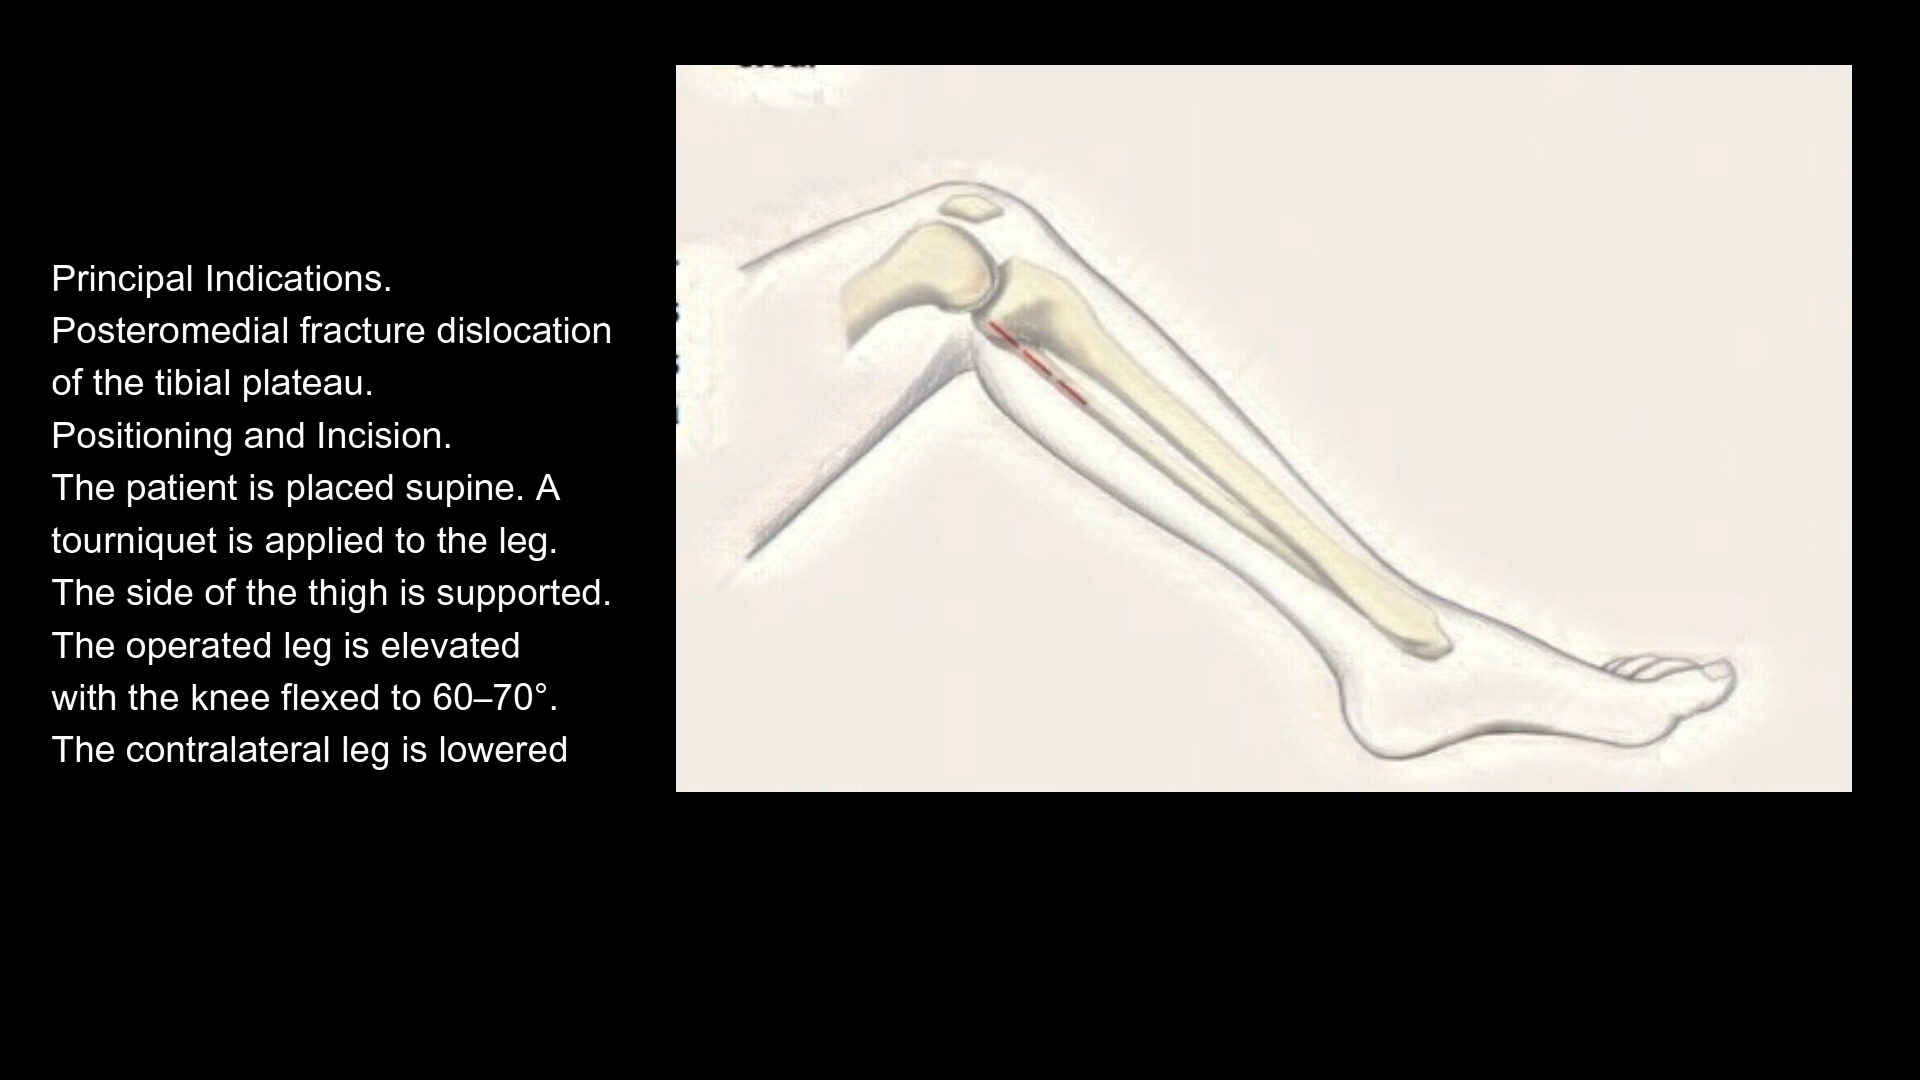 Principal Indications.
Posteromedial fracture dislocation
of the tibial plateau.
Positioning and Incision.
The patient is placed supine. A
tourniquet is applied to the leg.
The side of the thigh is supported.
The operated leg is elevated
with the knee flexed to 60–70°.
The contralateral leg is lowered